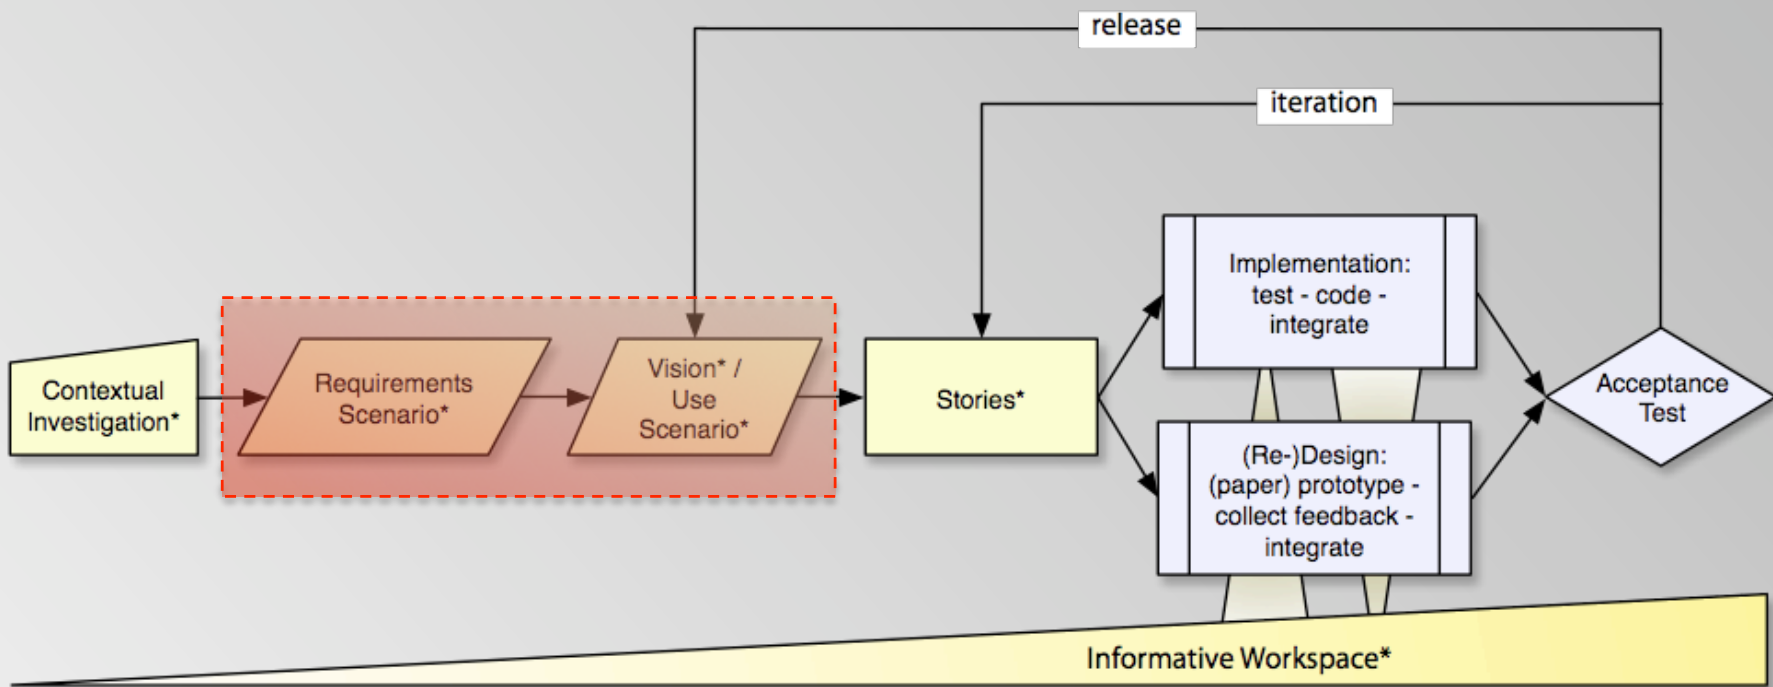 release
iteration
Contextual
Investigation*
Requirements
Scenario*
Vision* /
Use
Scenario*
Stories*
Implementation:
test - code -
integrate
(Re-)Design:
(paper) prototype -
collect feedback -
integrate
Acceptance
Test
Informative Workspace*